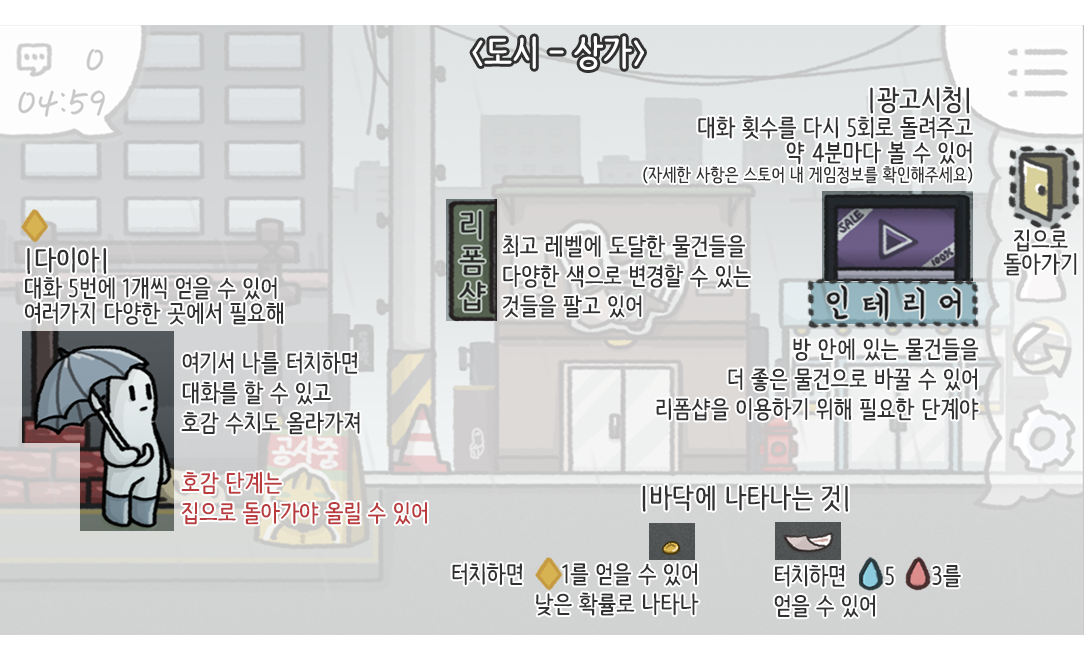 <도시 - 상가>
0
04:59
|광고시청|
대화 횟수를 다시 5회로 돌려주고
약 4분마다 볼 수 있어
(자세한 사항은 스토어 내 게임정보를 확인해주세요)
집으로
돌아가기
|다이아|
대화 5번에 1개씩 얻을 수 있어
여러가지 다양한 곳에서 필요해
리폼샵
최고 레벨에 도달한 물건들을
다양한 색으로 변경할 수 있는
것들을 팔고 있어
SALE
100%
인테리어
방 안에 있는 물건들을
더 좋은 물건으로 바꿀 수 있어
리폼샵을 이용하기 위해 필요한 단계야
여기서 나를 터치하면
대화를 할 수 있고
호감 수치도 올라가져
공사중
호감 단계는
집으로 돌아가야 올릴 수 있어
|바닥에 나타나는 것|
터치하면 1를 얻을 수 있어
낮은 확률로 나타나
터치하면 5 3를
얻을 수 있어